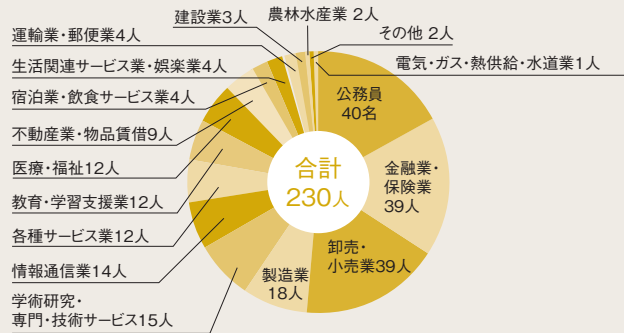 建設業3人
農林水産業 2人
運輸業・郵便業4人
その他 2人
生活関連サービス業・娯楽業4人
電気・ガス・熱供給・水道業1人
宿泊業・飲食サービス業4人
公務員
40名
不動産業・物品賃借9人
医療・福祉12人
合計
230人
金融業・
保険業
39人
教育・学習支援業12人
各種サービス業12人
卸売・
小売業39人
情報通信業14人
製造業
18人
学術研究・
専門・技術サービス15人